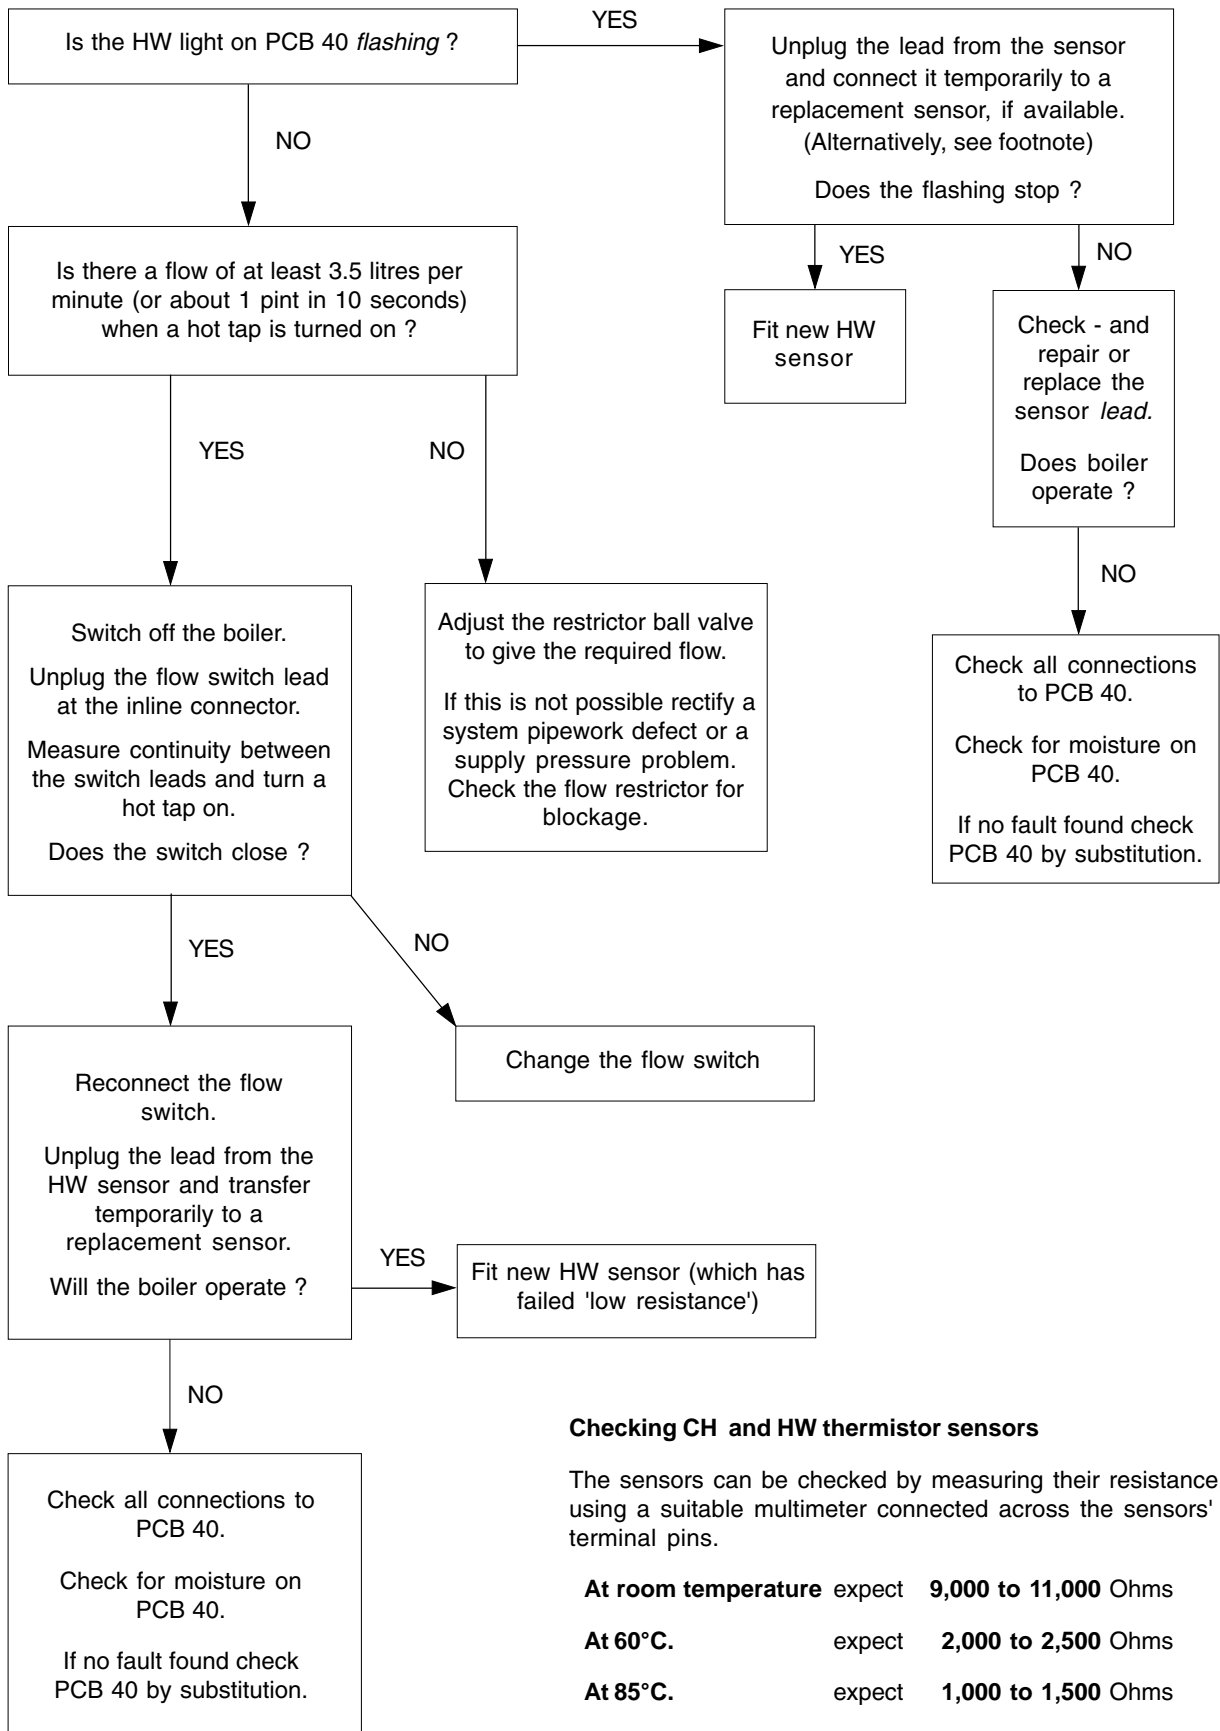 Is the HW light on PCB 40 flashing ?
YES
NO
Unplug the lead from the sensor
and connect it temporarily to a
replacement sensor, if available.
(Alternatively, see footnote)
Does the flashing stop ?
YES
NO
Fit new HW
sensor
Check - and
repair or
replace the
sensor lead.
Does boiler
operate ?
NO
Check all connections
to PCB 40.
Check for moisture on
PCB 40.
If no fault found check
PCB 40 by substitution.
Is there a flow of at least 3.5 litres per
minute (or about 1 pint in 10 seconds)
when a hot tap is turned on ?
YES
NO
Switch off the boiler.
Unplug the flow switch lead
at the inline connector.
Measure continuity between
the switch leads and turn a
hot tap on.
Does the switch close ?
Adjust the restrictor ball valve
to give the required flow.
If this is not possible rectify a
system pipework defect or a
supply pressure problem.
Check the flow restrictor for
blockage.
YES
NO
Change the flow switch
Reconnect the flow
switch.
Unplug the lead from the
HW sensor and transfer
temporarily to a
replacement sensor.
Will the boiler operate ?
YES
Fit new HW sensor (which has
failed 'low resistance')
NO
Check all connections to
PCB 40.
Check for moisture on
PCB 40.
If no fault found check
PCB 40 by substitution.
Checking CH and HW thermistor sensors
The sensors can be checked by measuring their resistance
using a suitable multimeter connected across the sensors'
terminal pins.
At room temperature expect 9,000 to 11,000 Ohms
At 60°C. expect 2,000 to 2,500 Ohms
At 85°C. expect 1,000 to 1,500 Ohms